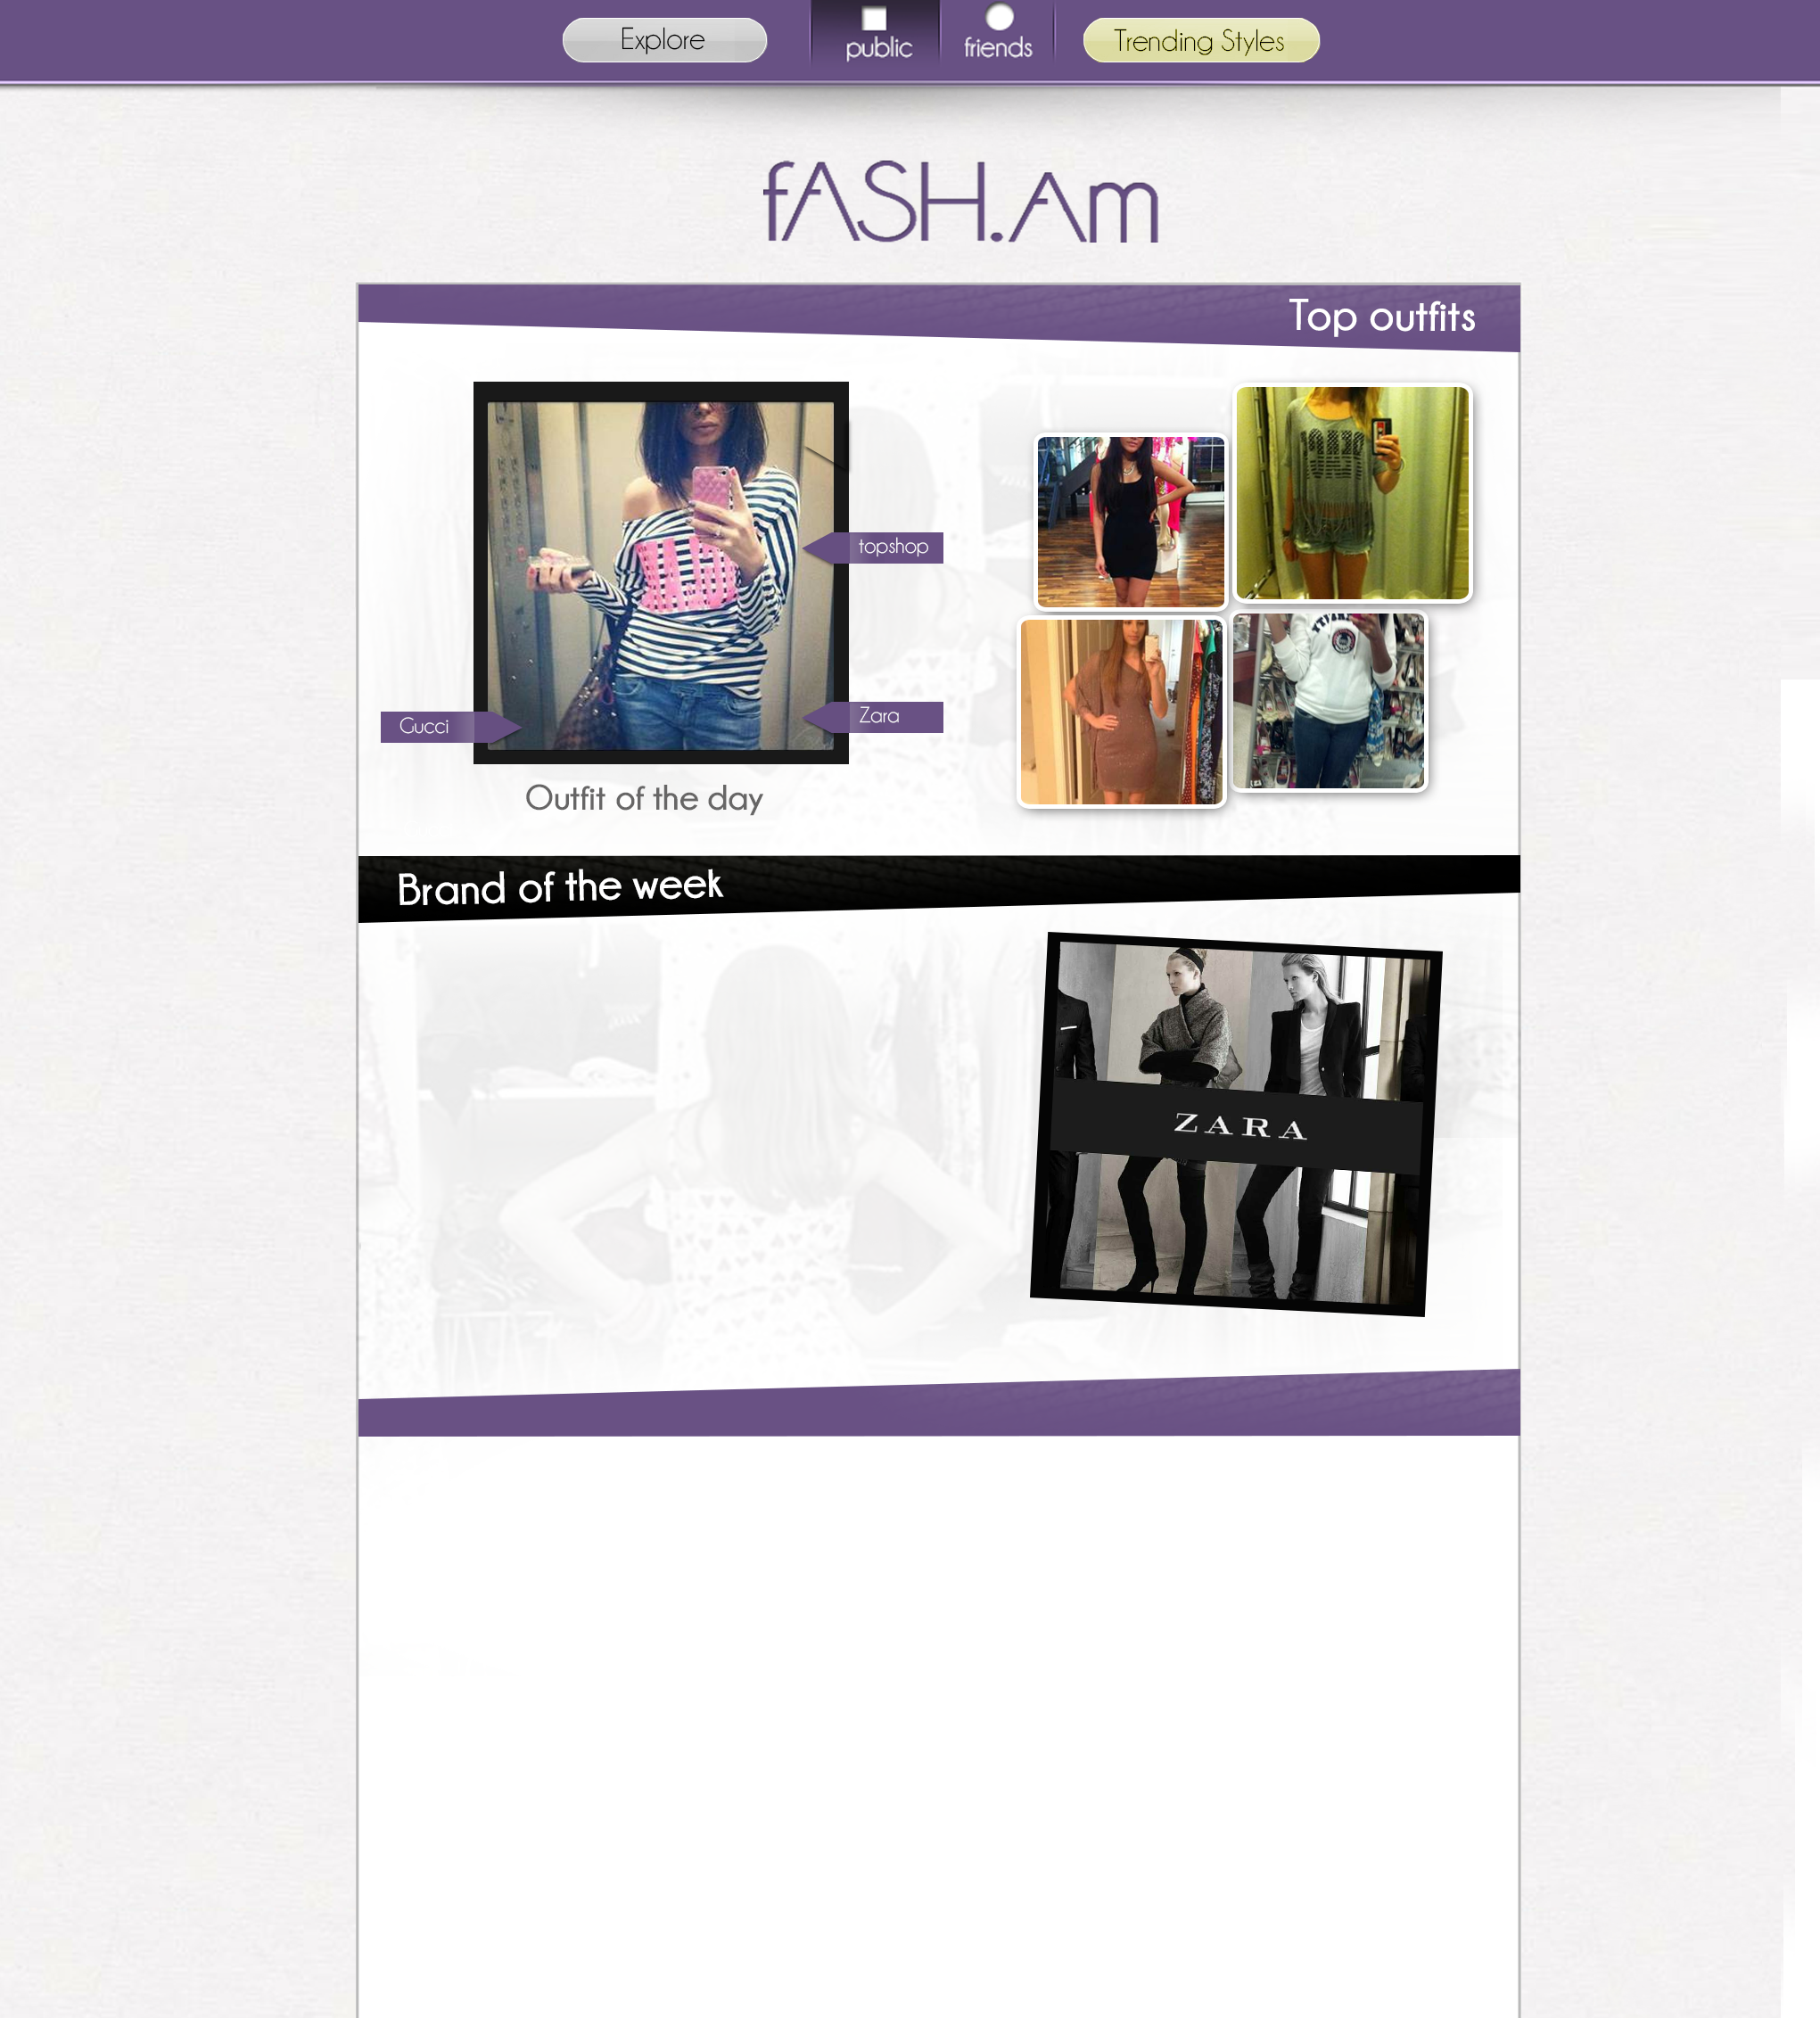 Explore
public
friends
Trending Styles
fASH.Am
Top outfits
topshop
Gucci
Zara
Outfit of the day
Brand of the week
ZARA